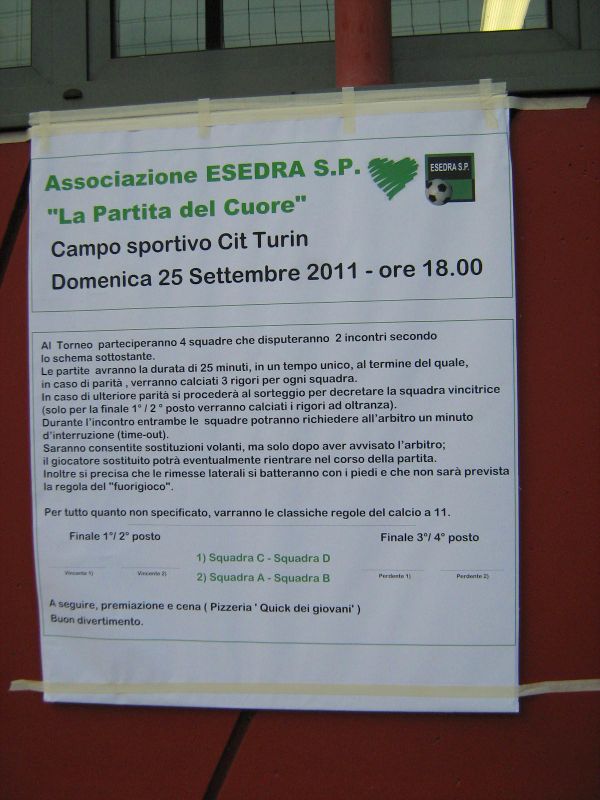 Associazione ESEDRA S.P.
ESEDRA S.P.
"La Partita del Cuore"
Campo sportivo Cit Turin
Domenica 25 Settembre 2011 - ore 18.00
Al Torneo parteciperanno 4 squadre che disputeranno 2 incontri secondo
lo schema sottostante.
Le partite avranno la durata di 25 minuti, in un tempo unico, al termine del quale,
in caso di parità , verranno calciati 3 rigori per ogni squadra.
In caso di ulteriore parità si procederà al sorteggio per decretare la squadra vincitrice
(solo per la finale 1° / 2 ° posto verranno calciati i rigori ad oltranza).
Durante l'incontro entrambe le squadre potranno richiedere all'arbitro un minuto
d'interruzione (time-out).
Saranno consentite sostituzioni volanti, ma solo dopo aver avvisato l'arbitro;
il giocatore sostituito potrà eventualmente rientrare nel corso della partita.
Inoltre si precisa che le rimesse laterali si batteranno con i piedi e che non sarà prevista
la regola del "fuorigioco".
Per tutto quanto non specificato, varranno le classiche regole del calcio a 11.
Finale 1°/ 2° posto
Finale 3°/ 4° posto
1) Squadra C - Squadra D
2) Squadra A - Squadra B
Vincente 1) Vincente 2)
Perdente 1) Perdente 2)
A seguire, premiazione e cena ( Pizzeria ' Quick dei giovani' )
Buon divertimento.